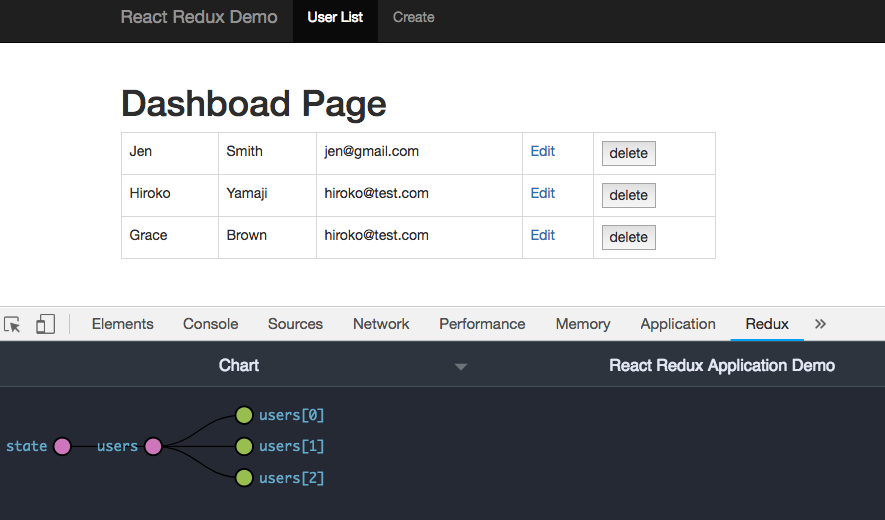 React Redux Demo User List Create
Dashboad Page
Jen Smith jen@gmail.com Edit delete
Hiroko Yamaji hiroko@test.com Edit delete
Grace Brown hiroko@test.com Edit delete
Elements Console Sources Network Performance Memory Application Redux »
Chart React Redux Application Demo
users[0]
state users users[1]
users[2]